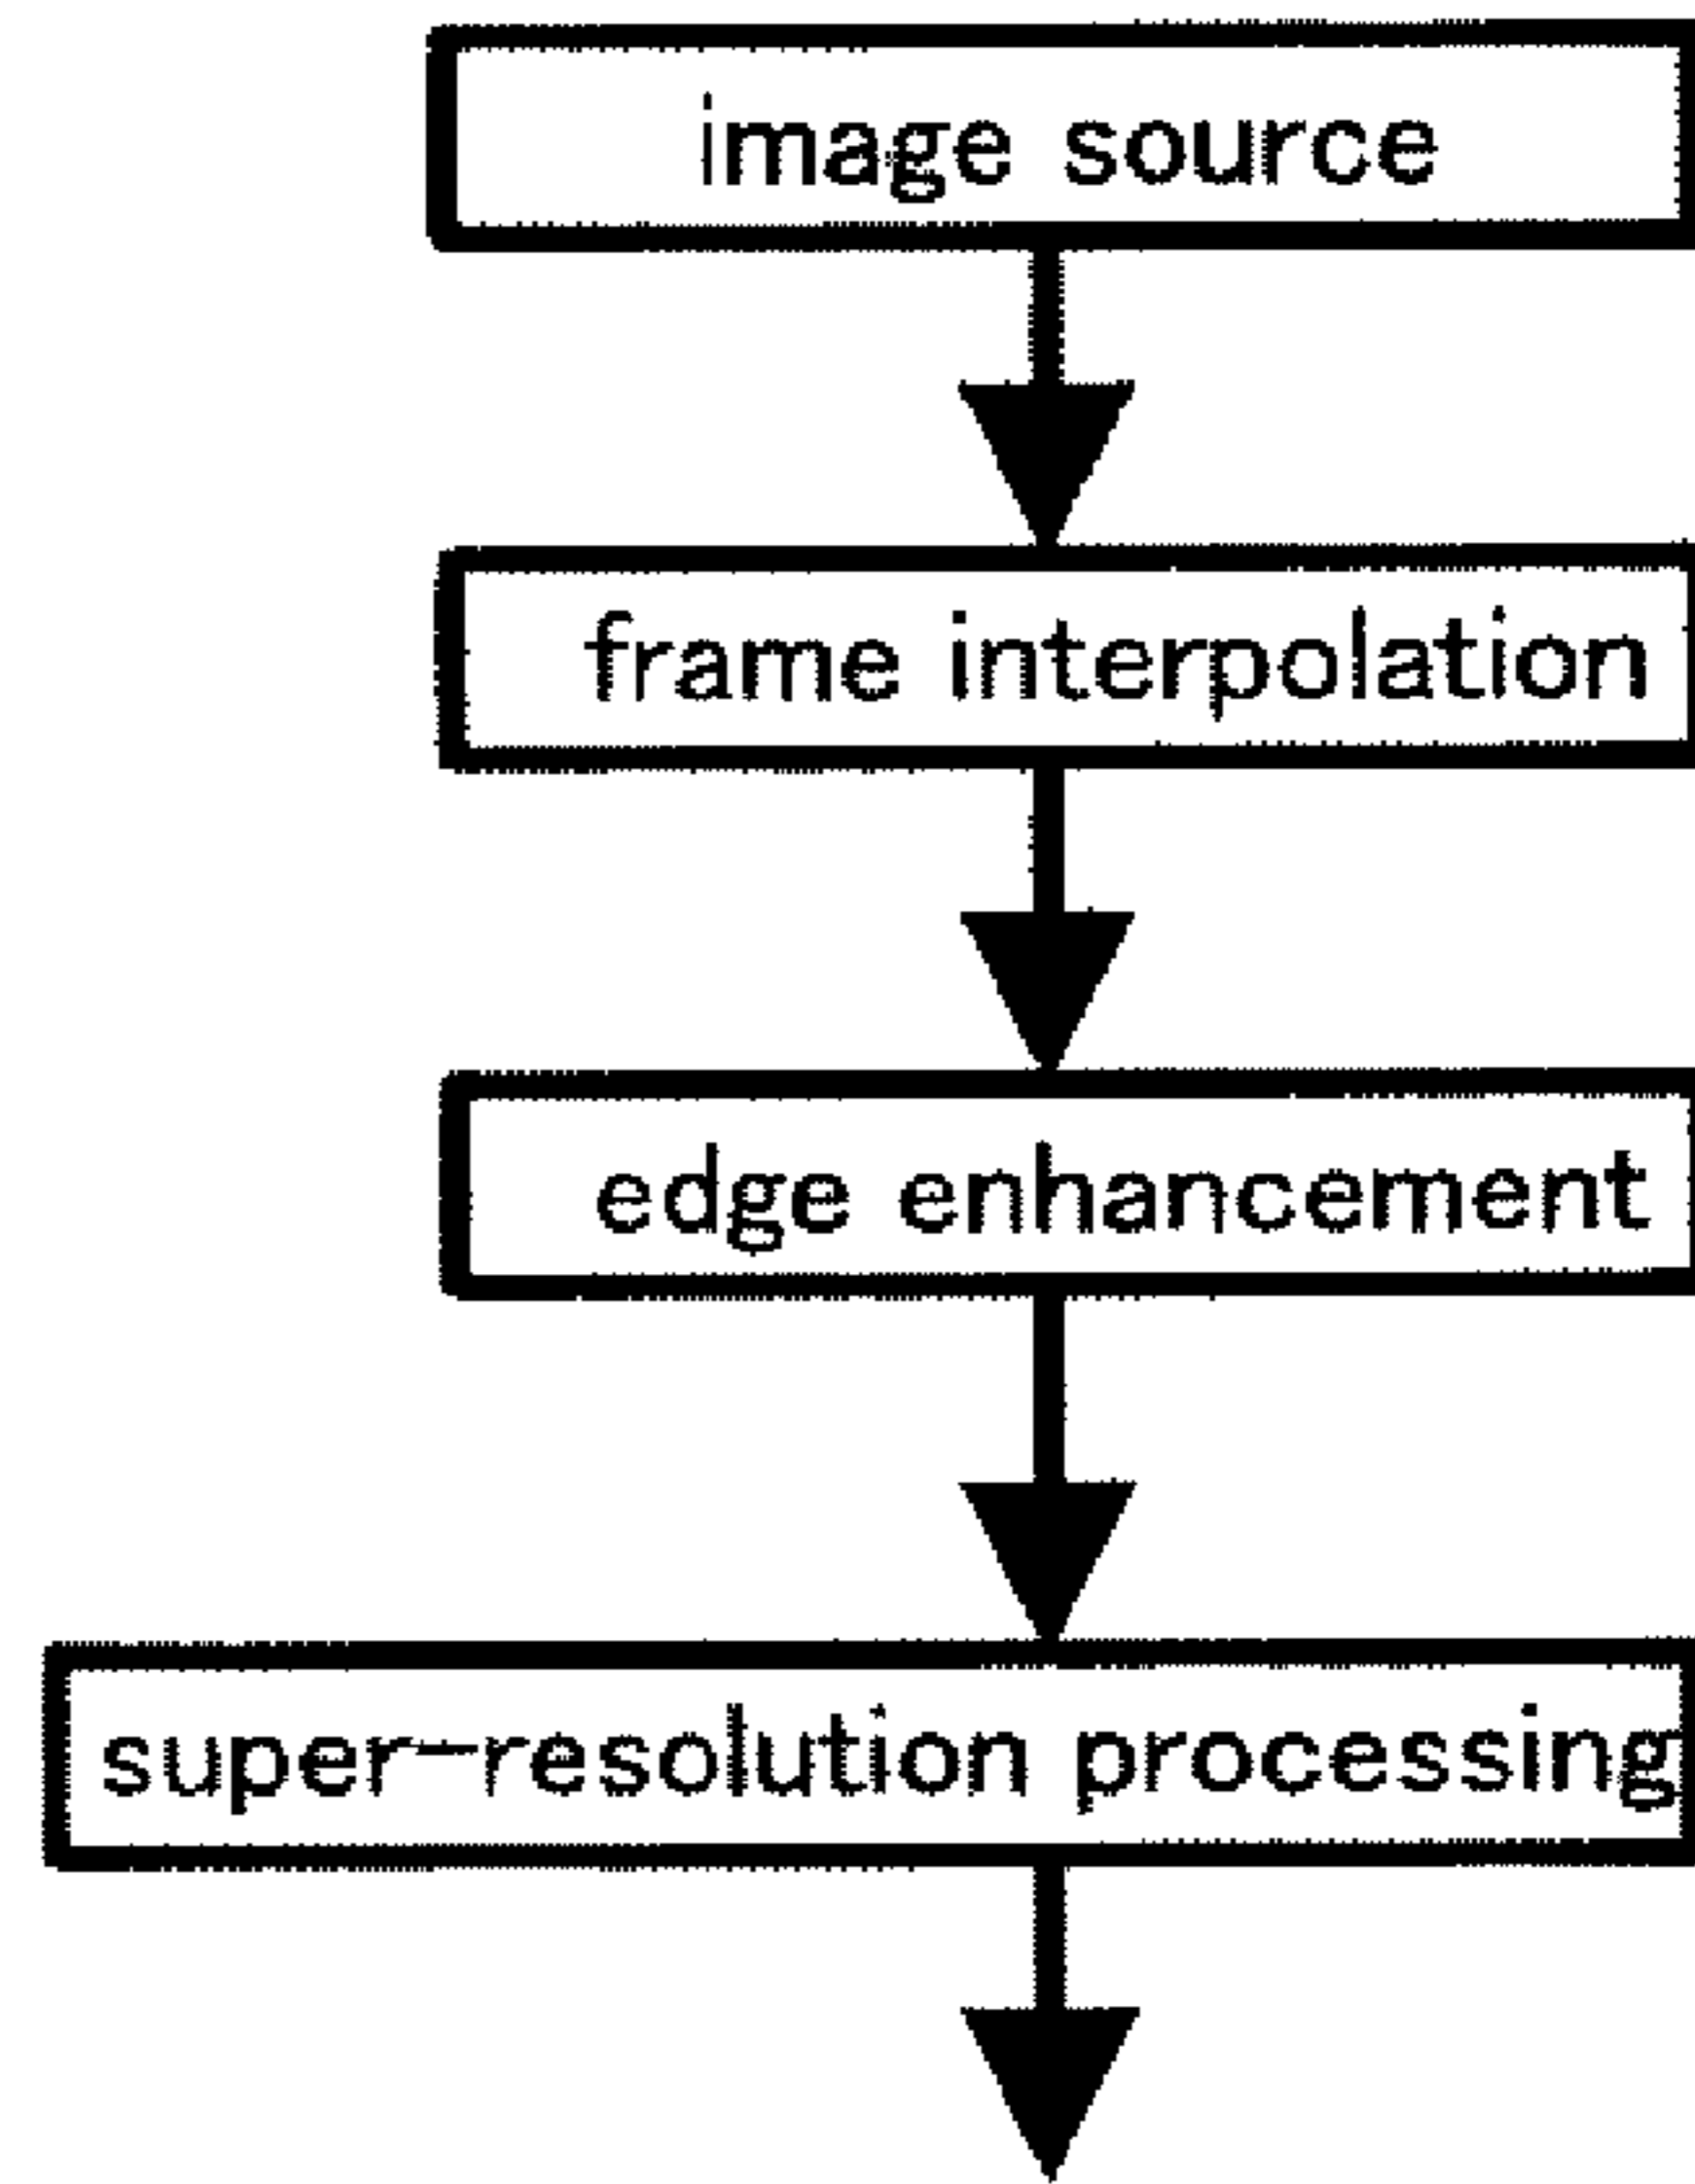 image source
frame interpolation
edge enhancement
super-resolution processing